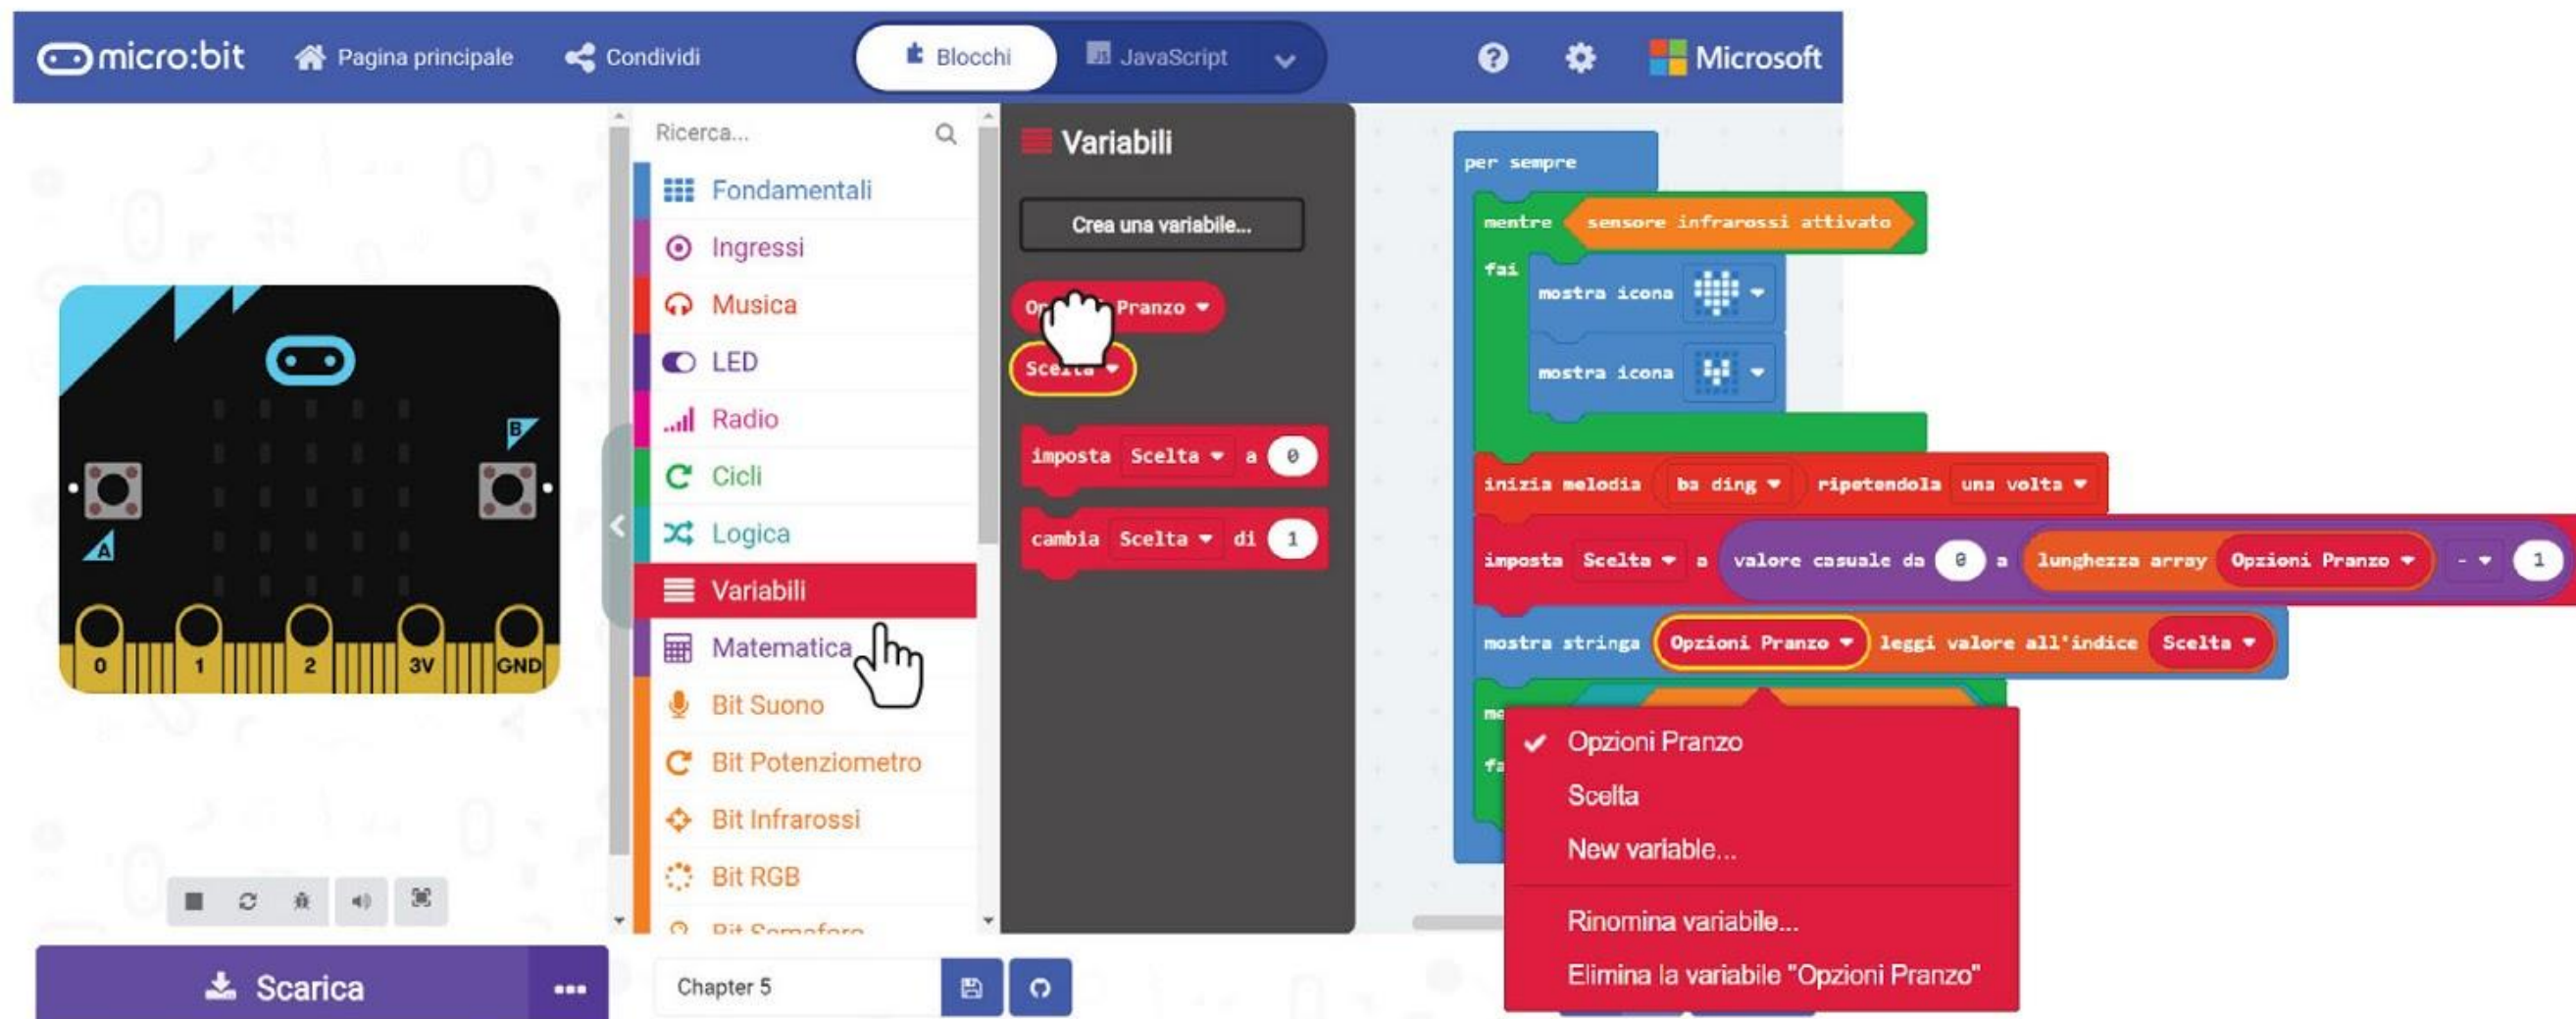 micro:bit
Pagina principale
Condividi
Blocchi
JavaScript
Microsoft
Ricerca...
Fondamentali
Ingressi
Musica
LED
Radio
Cicli
Logica
Variabili
Matematica
Bit Suono
Bit Potenziometro
Bit Infrarossi
Bit RGB
Bit Semaforo
Variabili
Crea una variabile...
Pranzo
Scelta
imposta Scelta a 0
cambia Scelta di 1
per sempre
mentre sensore infrarossi attivato
fai
mostra icona
mostra icona
inizia melodia ba ding ripetendola una volta
imposta Scelta a valore casuale da 0 a lunghezza array Opzioni Pranzo - 1
mostra stringa Opzioni Pranzo leggi valore all'indice Scelta
Opzioni Pranzo
Scelta
New variable...
Rinomina variabile...
Elimina la variabile "Opzioni Pranzo"
A
B
0 1 2 3V GND
Scarica
Chapter 5